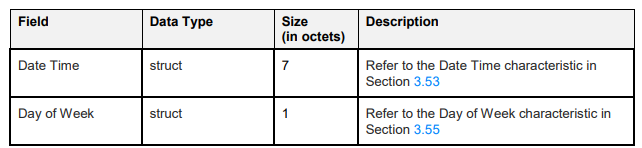 Field Data Type Size (in octets) Description
Date Time struct 7 Refer to the Date Time characteristic in
Section 3.53
Day of Week struct 1 Refer to the Day of Week characteristic in
Section 3.55